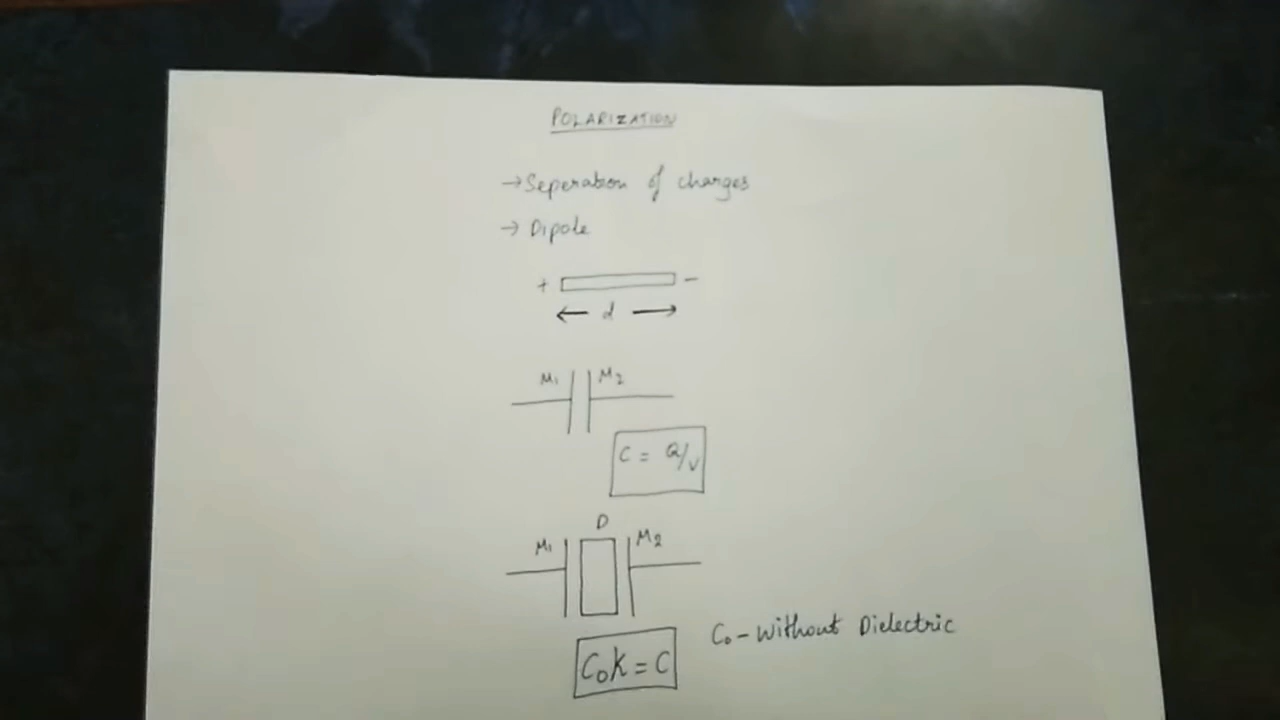 POLARIZATION
→ Seperation of charges
→ Dipole
+ −
← d →
M1 M2
C = Q/V
D
M1 M2
C0 - Without Dielectric
C0K = C